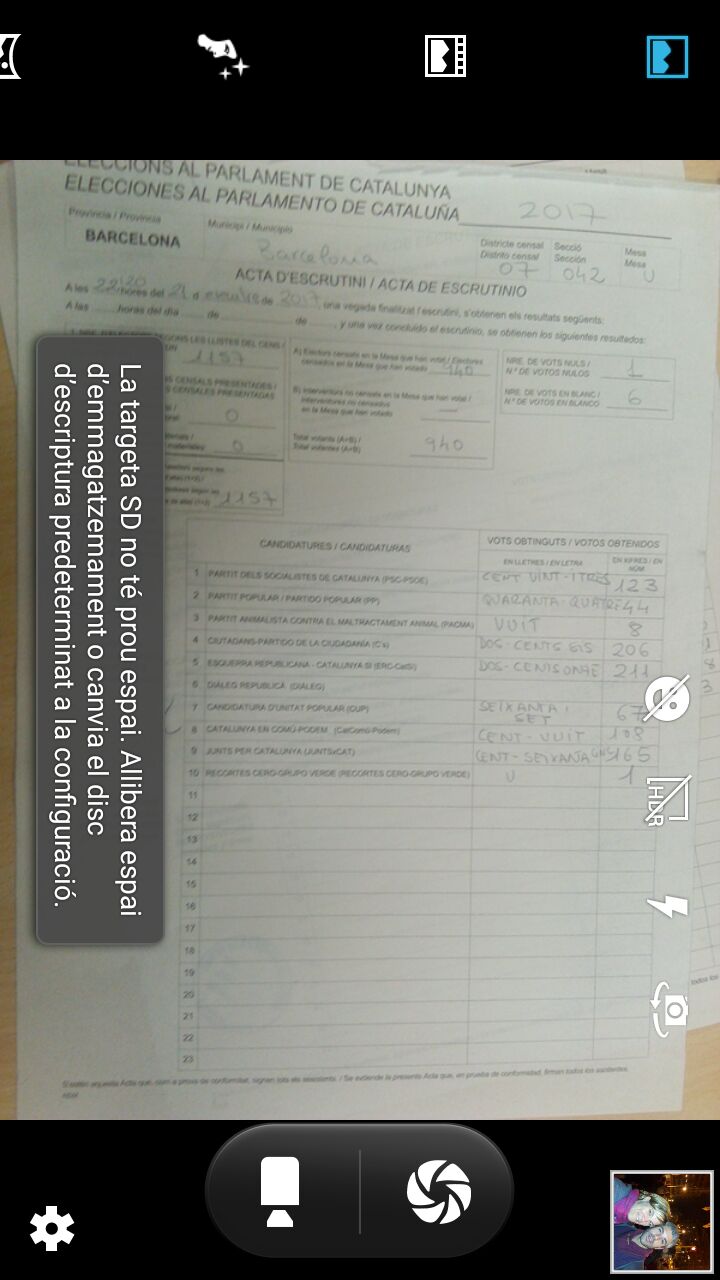 ELECCIONS AL PARLAMENT DE CATALUNYA
ELECCIONES AL PARLAMENTO DE CATALUÑA 2017
Província / Provincia
BARCELONA
Municipi / Municipio
Barcelona
Districte censal
Distrito censal
07
Secció
Sección
042
Mesa
Mesa
U
ACTA D'ESCRUTINI / ACTA DE ESCRUTINIO
A les 22:20 hores del 21 d de 2017 una vegada finalitzat l'escrutini, s'obtenen els resultats següents:
A las horas del día de de , y una vez concluido el escrutinio, se obtienen los siguientes resultados:
LES LLISTES DEL CENS /
1157
CENSALS PRESENTADES /
CENSALES PRESENTADAS
0
0
1157
A) Electors censats en la Mesa que han votat / Electores
censados en la Mesa que han votado 940
B) Interventors no censats en la Mesa que han votat /
Interventores no censados
en la Mesa que han votado
Total votants (A+B) /
Total votantes (A+B) 940
NRE. DE VOTS NULS /
N.º DE VOTOS NULOS 1
NRE. DE VOTS EN BLANC /
N.º DE VOTOS EN BLANCO 6
CANDIDATURES / CANDIDATURAS
VOTS OBTINGUTS / VOTOS OBTENIDOS
EN LLETRES / EN LETRA
EN XIFRES / EN NÚM
1 PARTIT DELS SOCIALISTES DE CATALUNYA (PSC-PSOE) CENT VINT-I TRES 123
2 PARTIT POPULAR / PARTIDO POPULAR (PP) QUARANTA-QUATRE 44
3 PARTIT ANIMALISTA CONTRA EL MALTRACTAMENT ANIMAL (PACMA) VUIT 8
4 CIUTADANS-PARTIDO DE LA CIUDADANÍA (C's) DOS-CENTS SIS 206
5 ESQUERRA REPUBLICANA - CATALUNYA SÍ (ERC-CatSí) DOS-CENTS ONZE 211
6 DIÀLEG REPUBLICÀ (DIÀLEG)
7 CANDIDATURA D'UNITAT POPULAR (CUP) SEIXANTA I SET 67
8 CATALUNYA EN COMÚ-PODEM (CatComú-Podem) CENT-VUIT 108
9 JUNTS PER CATALUNYA (JUNTSxCAT) CENT-SEIXANTA CINC 165
10 RECORTES CERO-GRUPO VERDE (RECORTES CERO-GRUPO VERDE) U 1
11
12
13
14
15
16
17
18
19
20
21
22
23
S'estén aquesta Acta que, com a prova de conformitat, signen tots els assistents. / Se extiende la presente Acta que, en prueba de conformidad, firman todos los asistentes.
La targeta SD no té prou espai. Allibera espai
d'emmagatzemament o canvia el disc
d'escriptura predeterminat a la configuració.
HDR